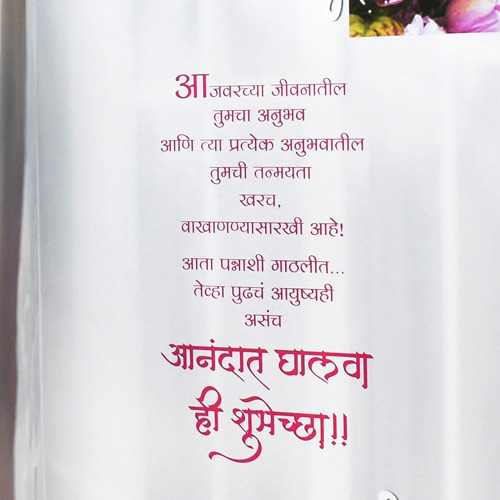 आजवरच्या जीवनातील
तुमचा अनुभव
आणि त्या प्रत्येक अनुभवातील
तुमची तन्मयता
खरच,
वाखाणण्यासारखी आहे!
आता पन्नाशी गाठलीत...
तेव्हा पुढचं आयुष्यही
असंच
आनंदात घालवा
ही शुभेच्छा!!